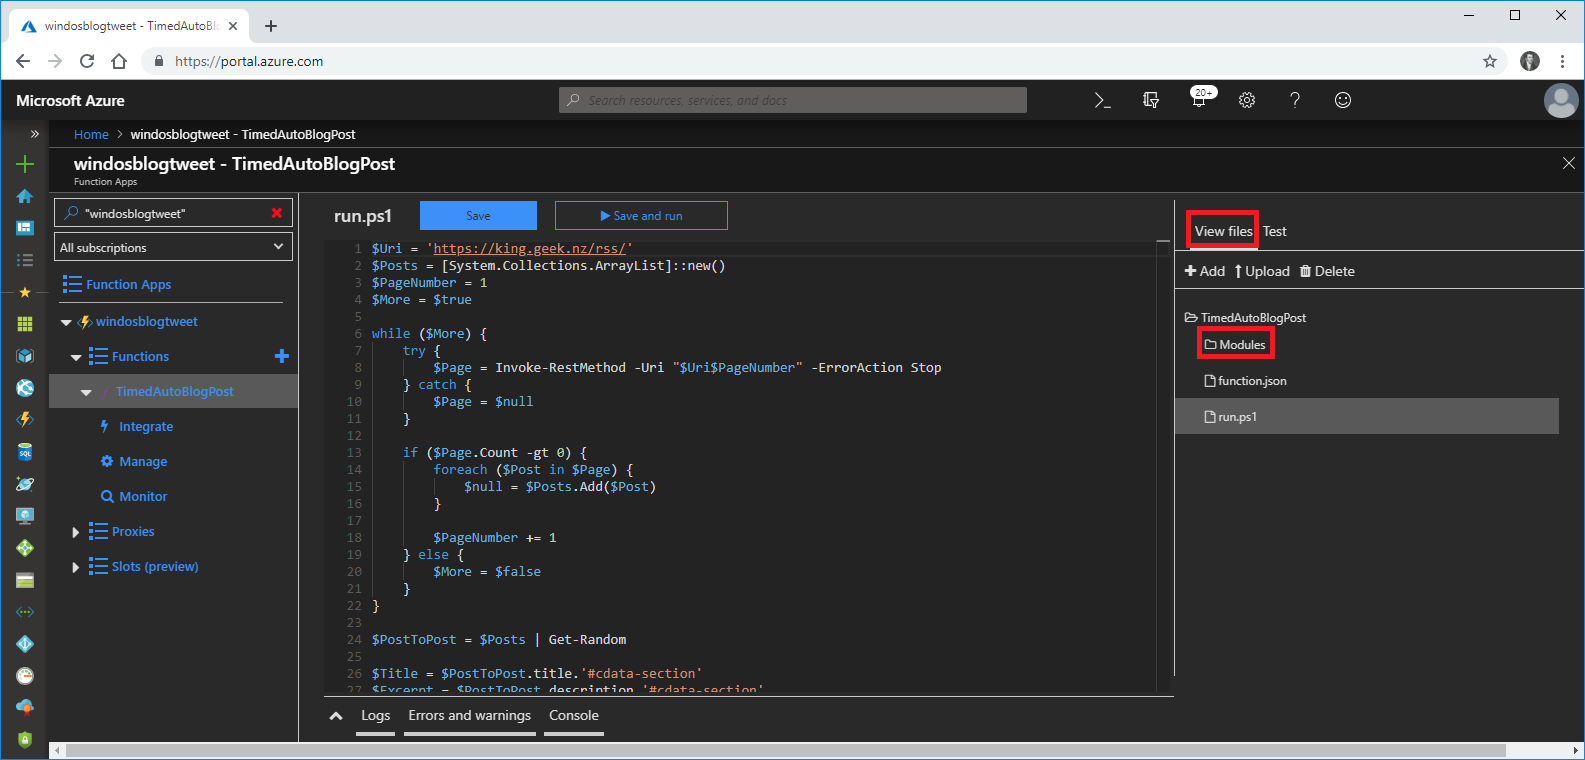 windosblogtweet - TimedAutoBl
https://portal.azure.com
Microsoft Azure
Search resources, services, and docs
20+
Home > windosblogtweet - TimedAutoBlogPost
windosblogtweet - TimedAutoBlogPost
Function Apps
"windosblogtweet"
All subscriptions
Function Apps
windosblogtweet
Functions
TimedAutoBlogPost
Integrate
Manage
Monitor
Proxies
Slots (preview)
run.ps1
Save
Save and run
1 $Uri = 'https://king.geek.nz/rss/'
2 $Posts = [System.Collections.ArrayList]::new()
3 $PageNumber = 1
4 $More = $true
5
6 while ($More) {
7 try {
8 $Page = Invoke-RestMethod -Uri "$Uri$PageNumber" -ErrorAction Stop
9 } catch {
10 $Page = $null
11 }
12
13 if ($Page.Count -gt 0) {
14 foreach ($Post in $Page) {
15 $null = $Posts.Add($Post)
16 }
17
18 $PageNumber += 1
19 } else {
20 $More = $false
21 }
22 }
23
24 $PostToPost = $Posts | Get-Random
25
26 $Title = $PostToPost.title.'#cdata-section'
27 $Excerpt = $PostToPost.description.'#cdata-section'
Logs
Errors and warnings
Console
View files
Test
Add
Upload
Delete
TimedAutoBlogPost
Modules
function.json
run.ps1
SQL